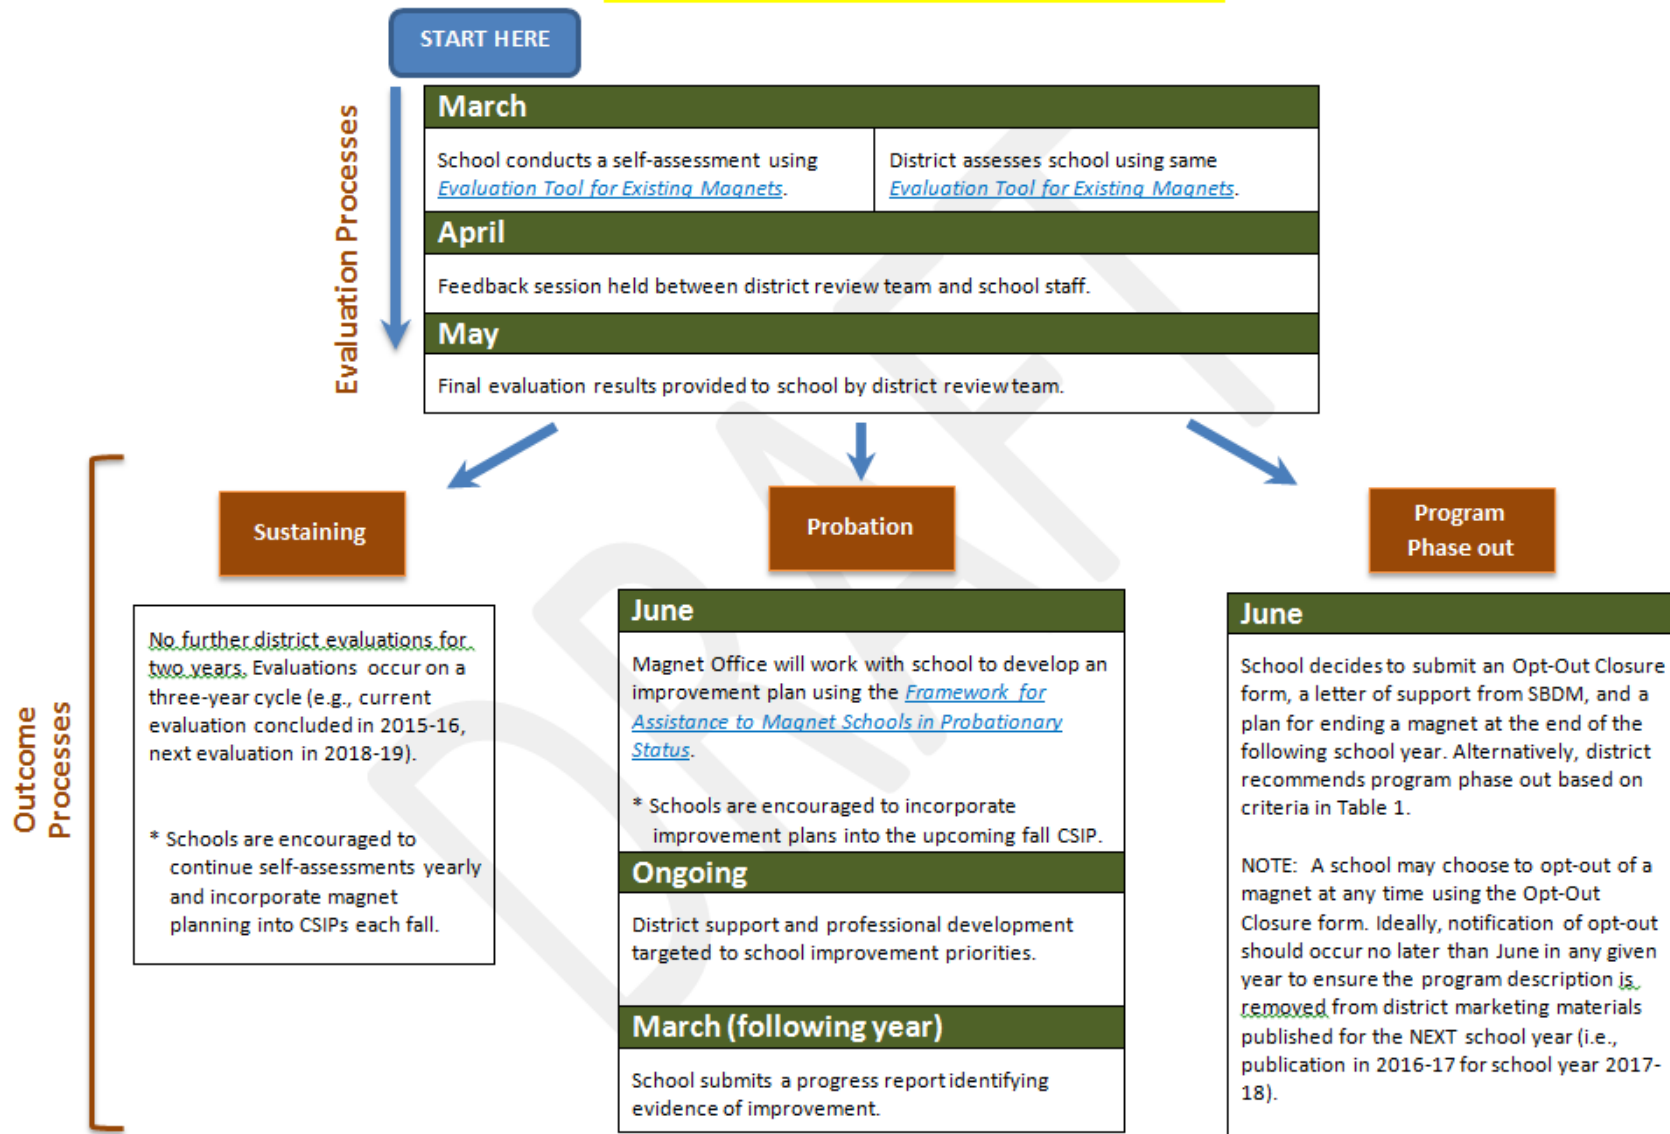 START HERE
Evaluation Processes
March
School conducts a self-assessment using
Evaluation Tool for Existing Magnets.
District assesses school using same
Evaluation Tool for Existing Magnets.
April
Feedback session held between district review team and school staff.
May
Final evaluation results provided to school by district review team.
DRAFT
Outcome
Processes
Sustaining
No further district evaluations for
two years. Evaluations occur on a
three-year cycle (e.g., current
evaluation concluded in 2015-16,
next evaluation in 2018-19).
* Schools are encouraged to
continue self-assessments yearly
and incorporate magnet
planning into CSIPs each fall.
Probation
June
Magnet Office will work with school to develop an
improvement plan using the Framework for
Assistance to Magnet Schools in Probationary
Status.
* Schools are encouraged to incorporate
improvement plans into the upcoming fall CSIP.
Ongoing
District support and professional development
targeted to school improvement priorities.
March (following year)
School submits a progress report identifying
evidence of improvement.
Program
Phase out
June
School decides to submit an Opt-Out Closure
form, a letter of support from SBDM, and a
plan for ending a magnet at the end of the
following school year. Alternatively, district
recommends program phase out based on
criteria in Table 1.
NOTE: A school may choose to opt-out of a
magnet at any time using the Opt-Out
Closure form. Ideally, notification of opt-out
should occur no later than June in any given
year to ensure the program description is
removed from district marketing materials
published for the NEXT school year (i.e.,
publication in 2016-17 for school year 2017-
18).